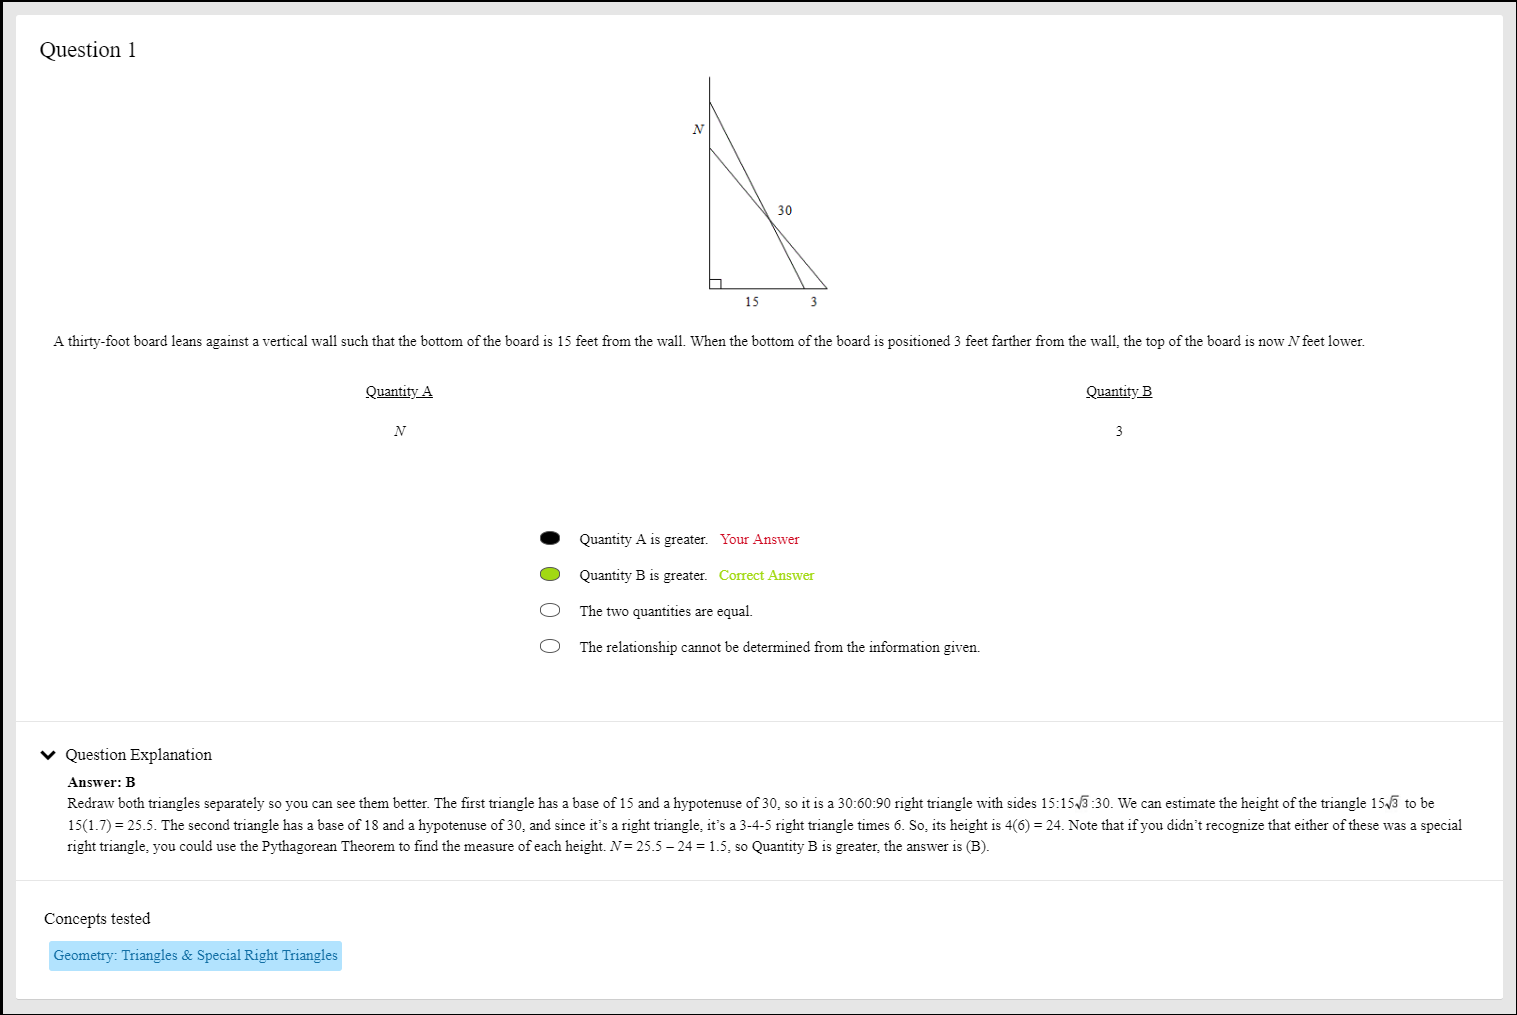 Question 1
N
30
15 3
A thirty-foot board leans against a vertical wall such that the bottom of the board is 15 feet from the wall. When the bottom of the board is positioned 3 feet farther from the wall, the top of the board is now N feet lower.
Quantity A Quantity B
N 3
Quantity A is greater. Your Answer
Quantity B is greater. Correct Answer
The two quantities are equal.
The relationship cannot be determined from the information given.
Question Explanation
Answer: B
Redraw both triangles separately so you can see them better. The first triangle has a base of 15 and a hypotenuse of 30, so it is a 30:60:90 right triangle with sides 15:15√3:30. We can estimate the height of the triangle 15√3 to be
15(1.7) = 25.5. The second triangle has a base of 18 and a hypotenuse of 30, and since it’s a right triangle, it’s a 3-4-5 right triangle times 6. So, its height is 4(6) = 24. Note that if you didn’t recognize that either of these was a special
right triangle, you could use the Pythagorean Theorem to find the measure of each height. N = 25.5 – 24 = 1.5, so Quantity B is greater, the answer is (B).
Concepts tested
Geometry: Triangles & Special Right Triangles